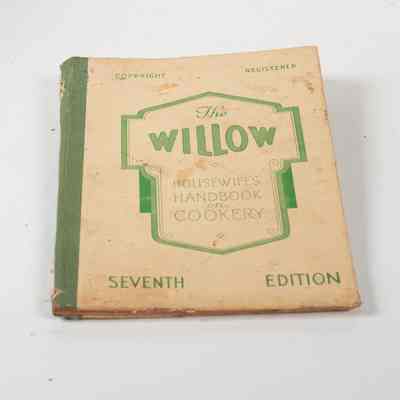 COPYRIGHT REGISTERED
The
WILLOW
HOUSEWIFE'S
HANDBOOK
on
COOKERY
SEVENTH EDITION